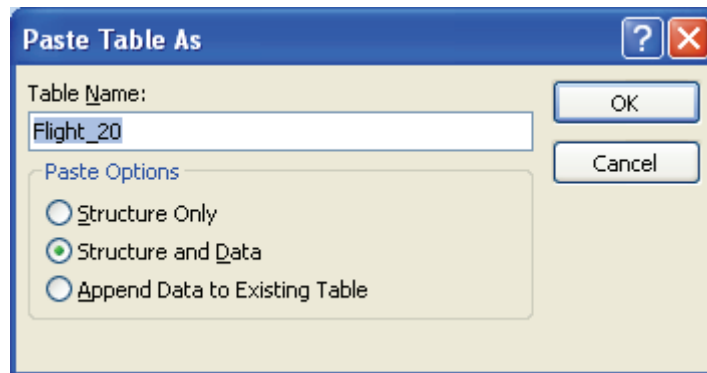 Paste Table As
Table Name:
Flight_20
OK
Paste Options
Cancel
Structure Only
Structure and Data
Append Data to Existing Table